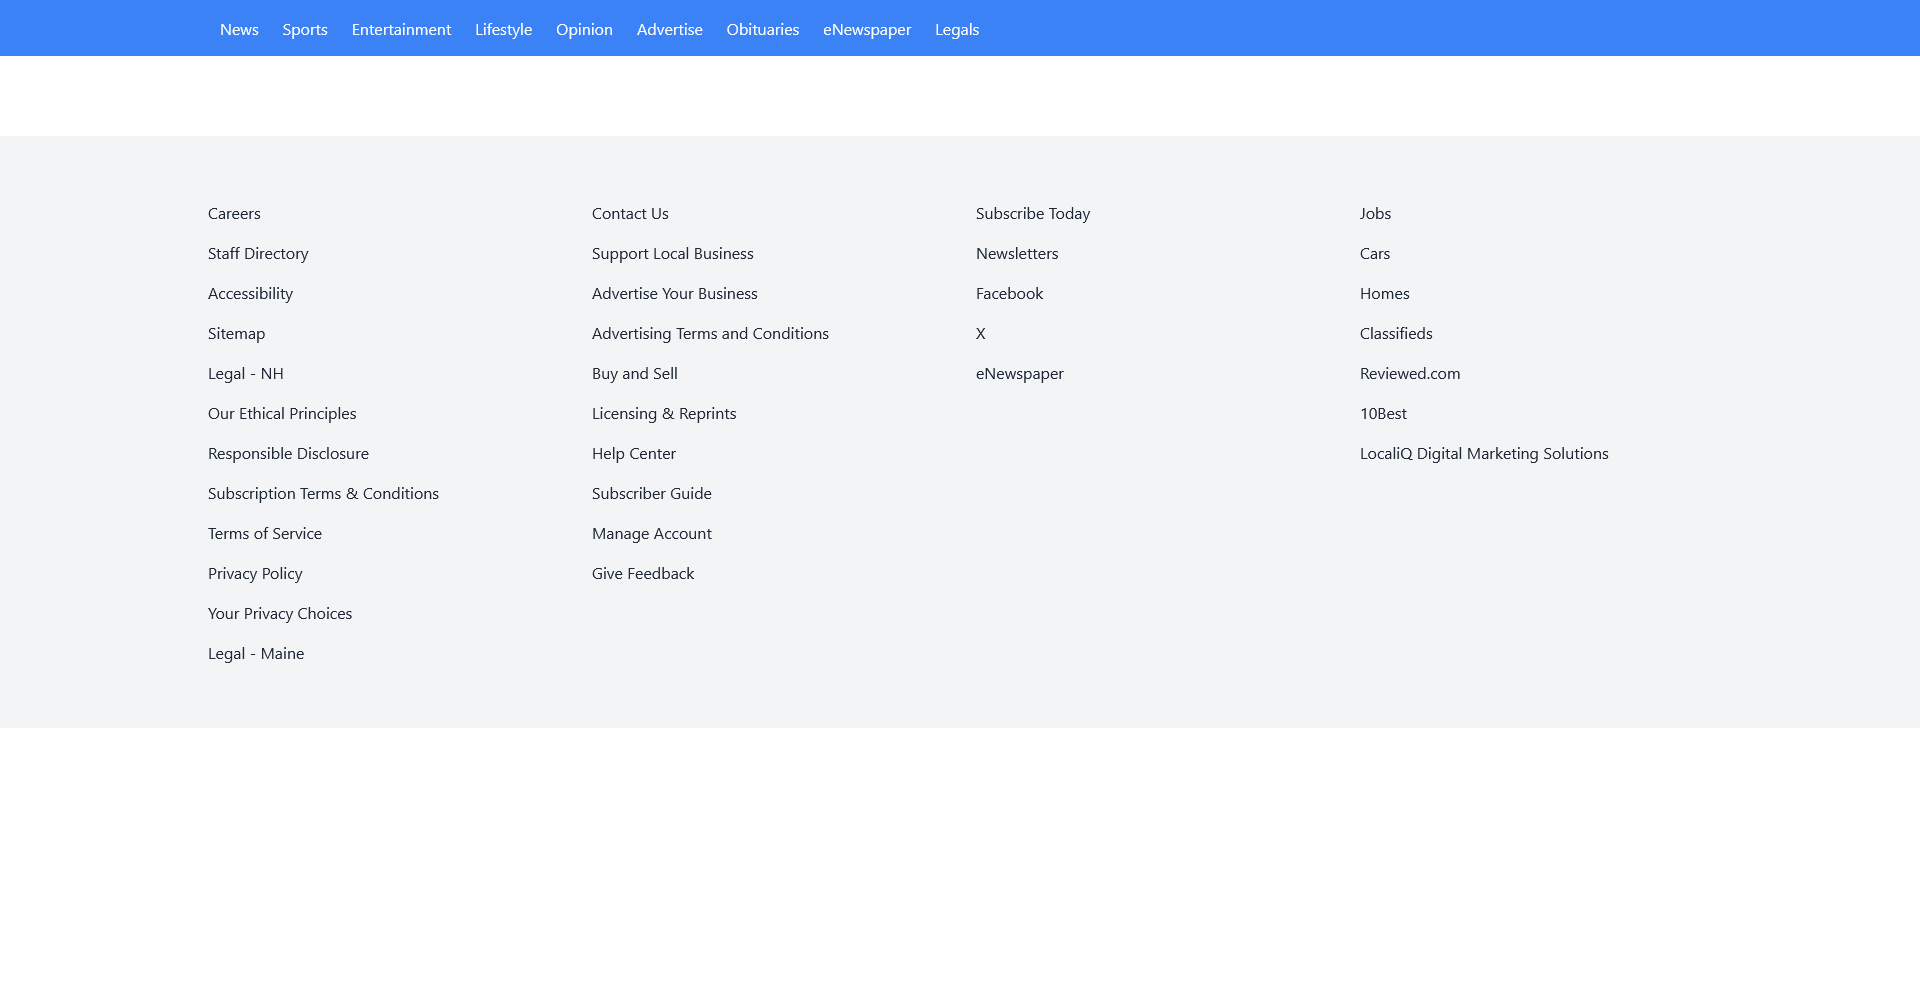 News Sports Entertainment Lifestyle Opinion Advertise Obituaries eNewspaper Legals
Careers
Staff Directory
Accessibility
Sitemap
Legal - NH
Our Ethical Principles
Responsible Disclosure
Subscription Terms & Conditions
Terms of Service
Privacy Policy
Your Privacy Choices
Legal - Maine
Contact Us
Support Local Business
Advertise Your Business
Advertising Terms and Conditions
Buy and Sell
Licensing & Reprints
Help Center
Subscriber Guide
Manage Account
Give Feedback
Subscribe Today
Newsletters
Facebook
X
eNewspaper
Jobs
Cars
Homes
Classifieds
Reviewed.com
10Best
LocaliQ Digital Marketing Solutions